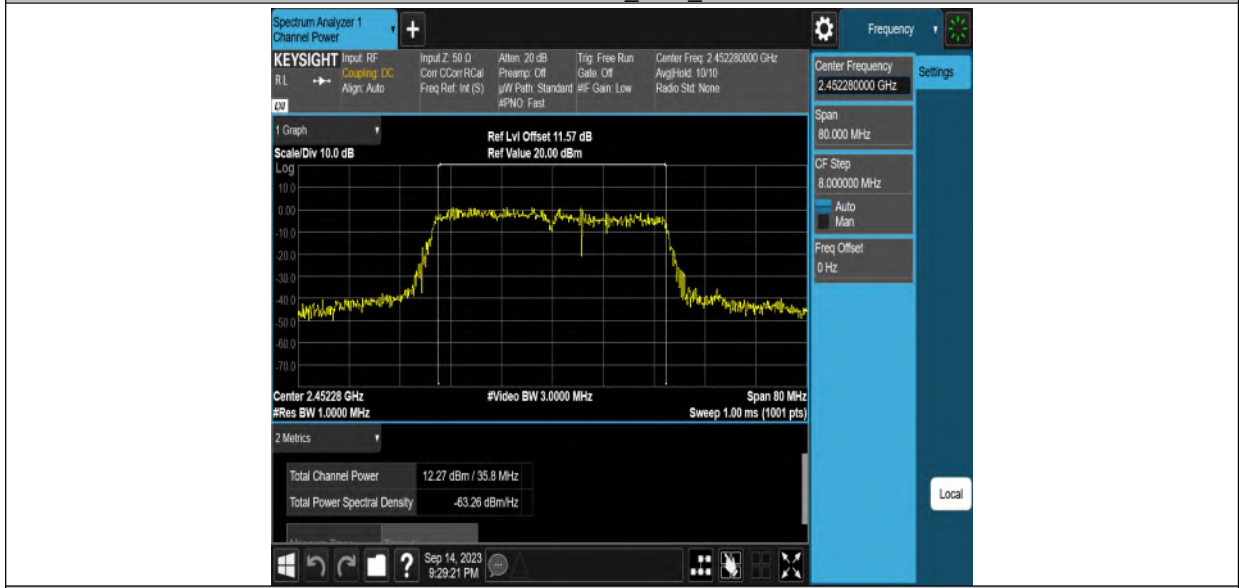 Spectrum Analyzer 1
Channel Power
Frequency
KEYSIGHT Input: RF
RL
Coupling: DC
Align: Auto
LXI
Input Z: 50 Ω
Corr CCorr RCal
Freq Ref: Int (S)
Atten: 20 dB
Preamp: Off
µW Path: Standard
#PNO: Fast
Trig: Free Run
Gate: Off
#IF Gain: Low
Center Freq: 2.452280000 GHz
Avg|Hold: 10/10
Radio Std: None
Center Frequency
2.452280000 GHz
Settings
Span
80.000 MHz
CF Step
8.000000 MHz
Auto
Man
Freq Offset
0 Hz
Local
1 Graph
Scale/Div 10.0 dB
Ref Lvl Offset 11.57 dB
Ref Value 20.00 dBm
Log
10.0
0.00
-10.0
-20.0
-30.0
-40.0
-50.0
-60.0
-70.0
Center 2.45228 GHz
#Video BW 3.0000 MHz
Span 80 MHz
#Res BW 1.0000 MHz
Sweep 1.00 ms (1001 pts)
2 Metrics
Total Channel Power 12.27 dBm / 35.8 MHz
Total Power Spectral Density -63.26 dBm/Hz
?
Sep 14, 2023
9:29:21 PM